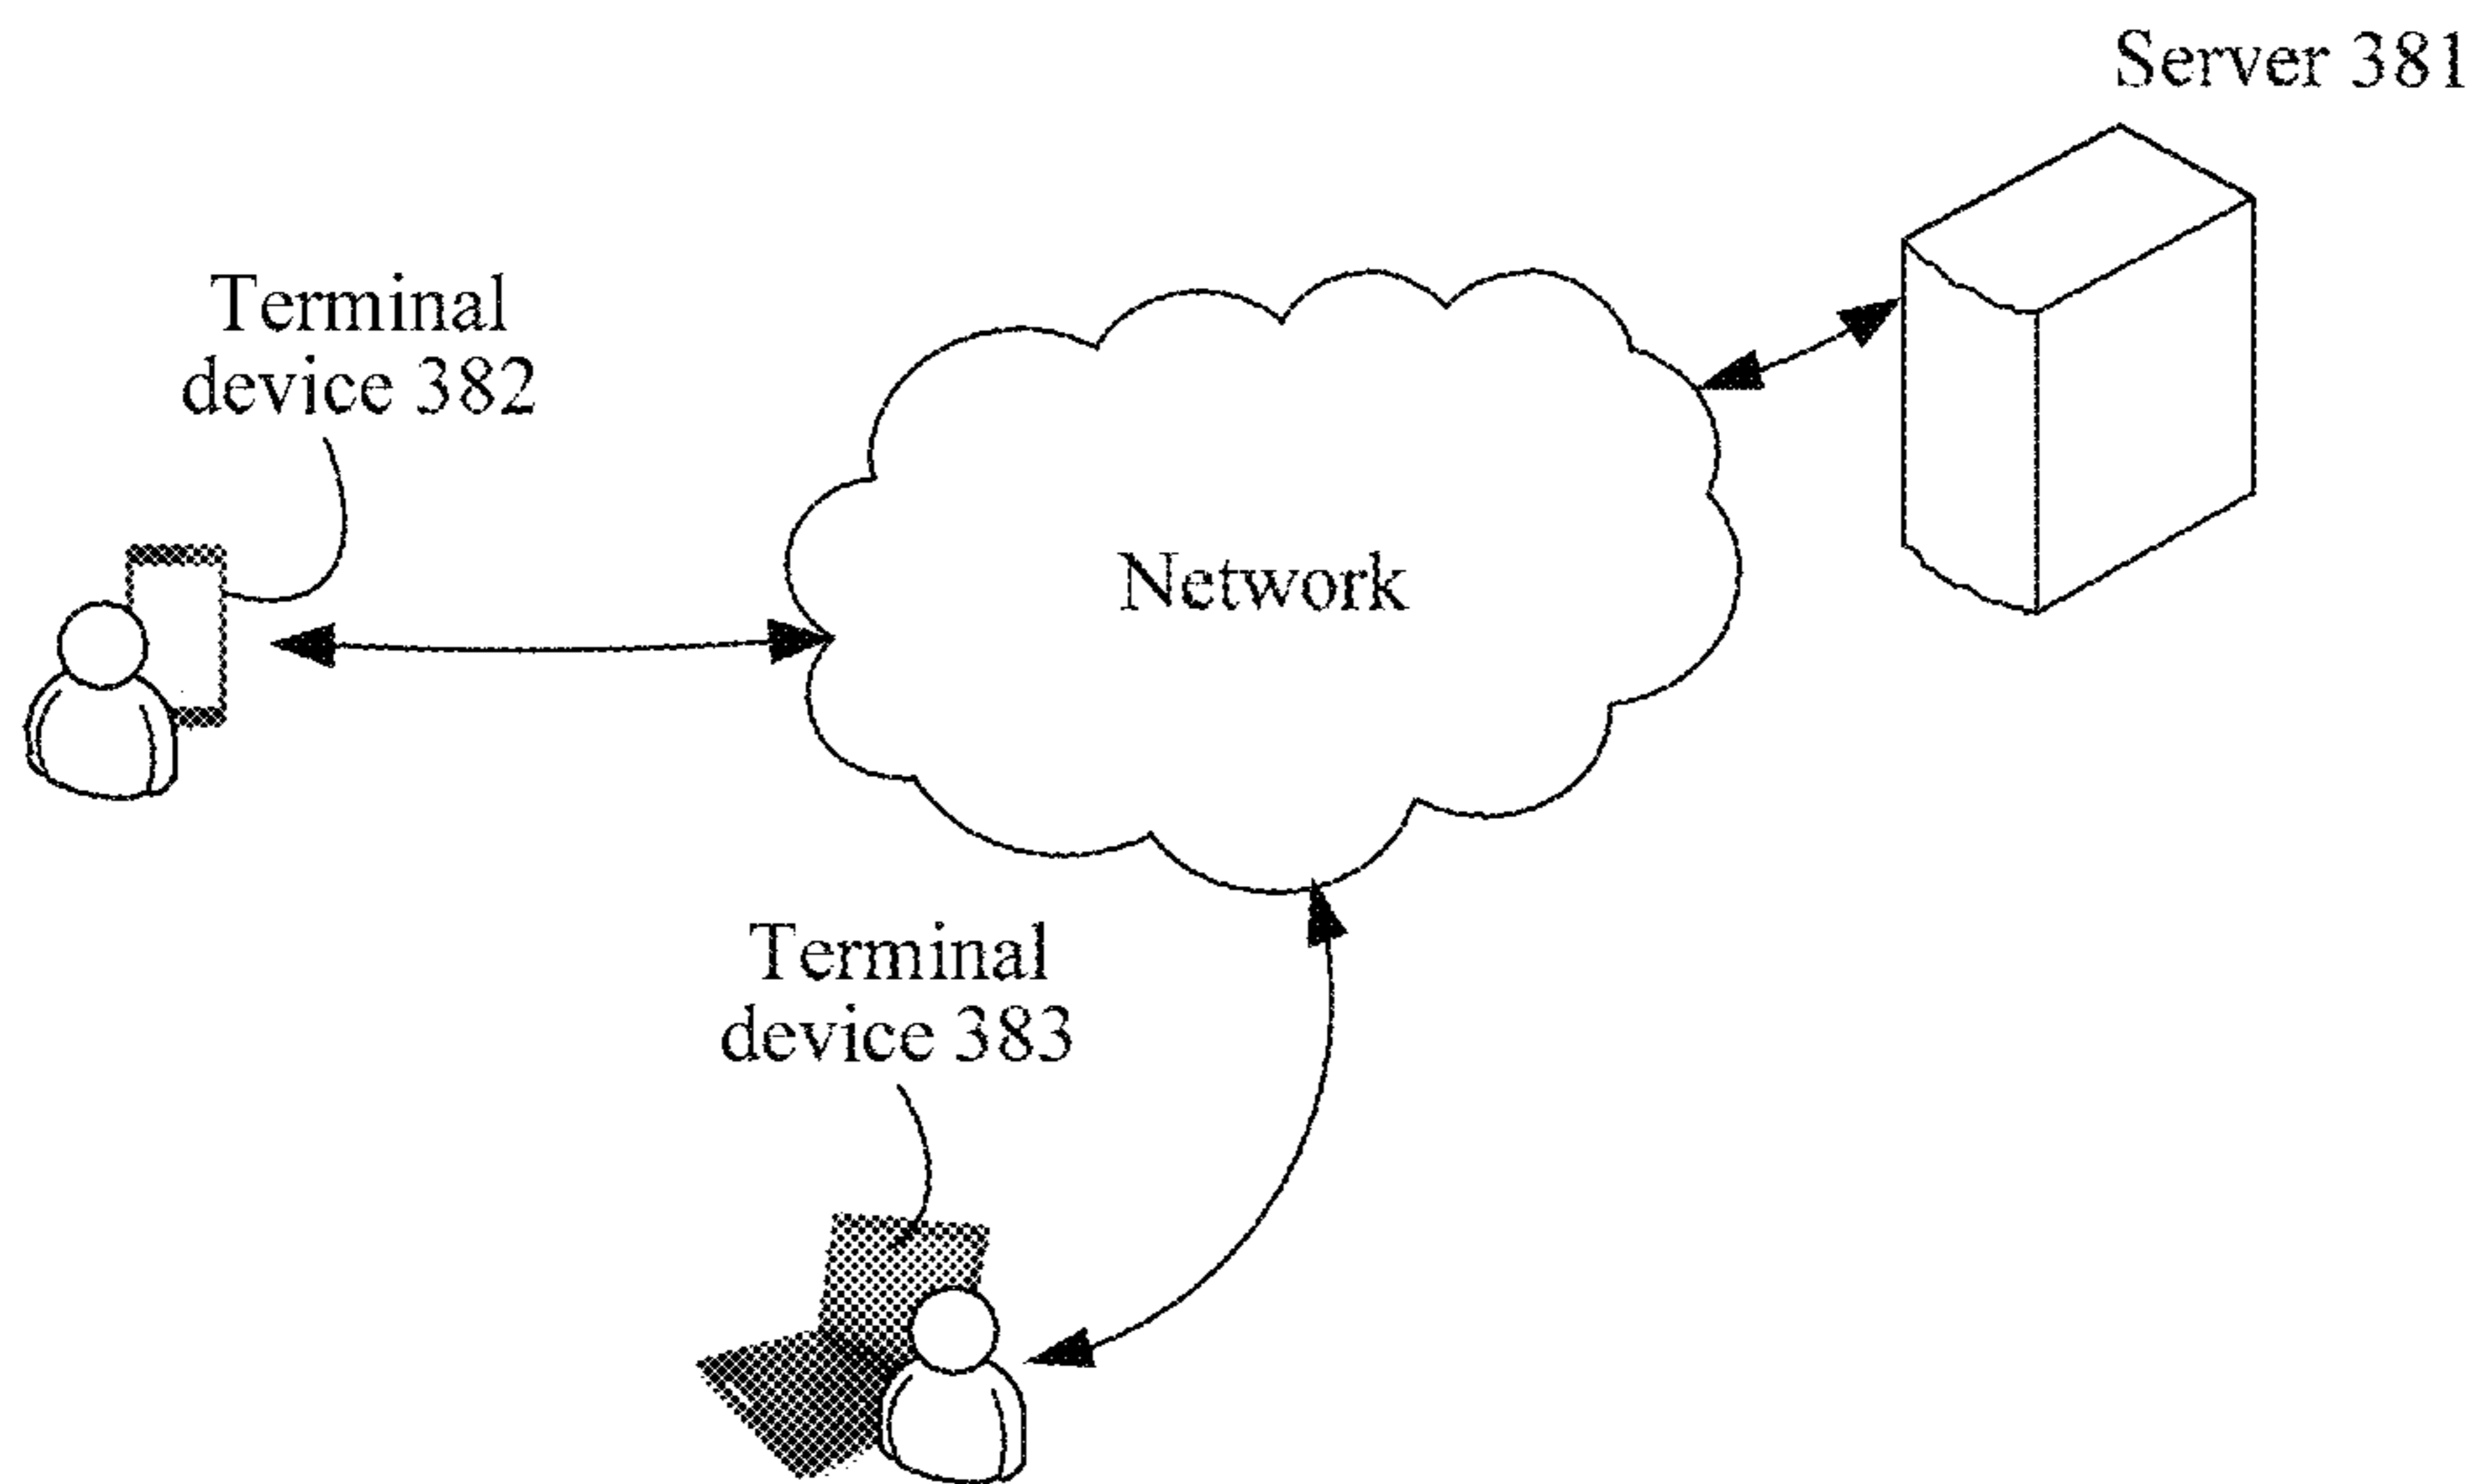 Server 381
Terminal
device 382
Network
Terminal
device 383